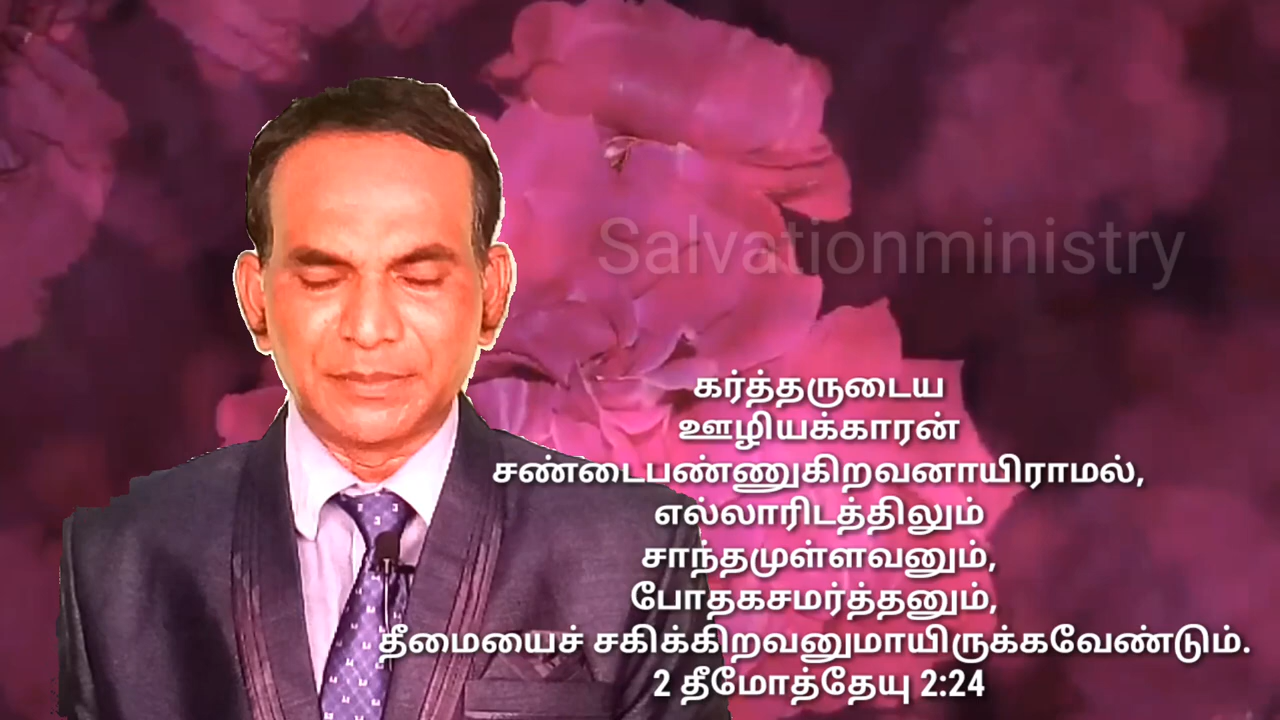 Salvationministry
கர்த்தருடைய
ஊழியக்காரன்
சண்டைபண்ணுகிறவனாயிராமல்,
எல்லாரிடத்திலும்
சாந்தமுள்ளவனும்,
போதகசமர்த்தனும்,
தீமையைச் சகிக்கிறவனுமாயிருக்கவேண்டும்.
2 தீமோத்தேயு 2:24